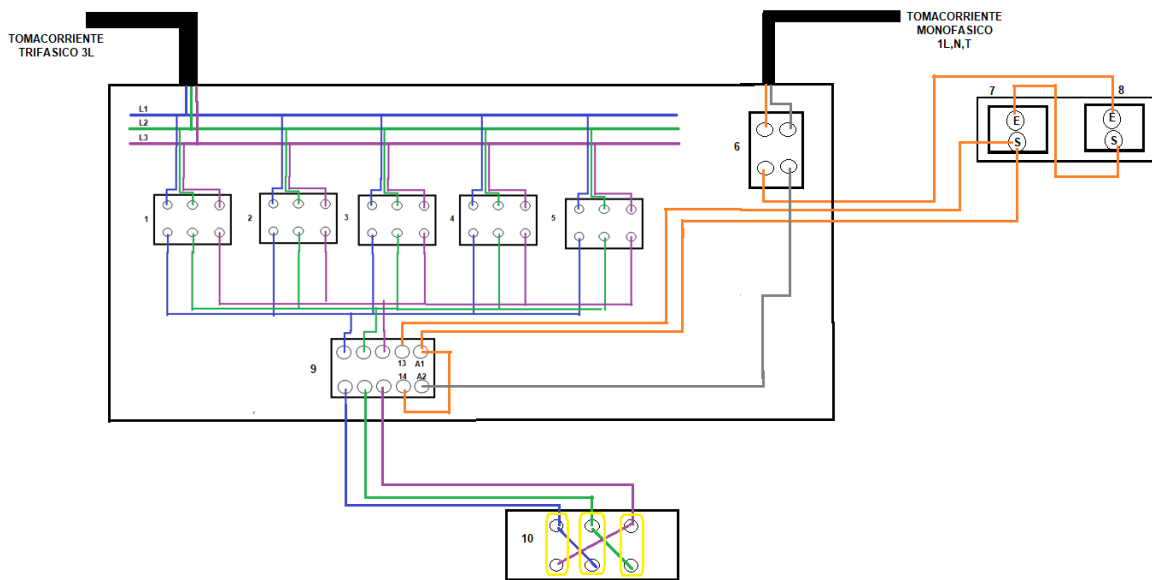 TOMACORRIENTE
TRIFASICO 3L
TOMACORRIENTE
MONOFASICO
1L,N,T
L1
L2
L3
1
2
3
4
5
6
7
8
E
E
S
S
9
13
A1
14
A2
10